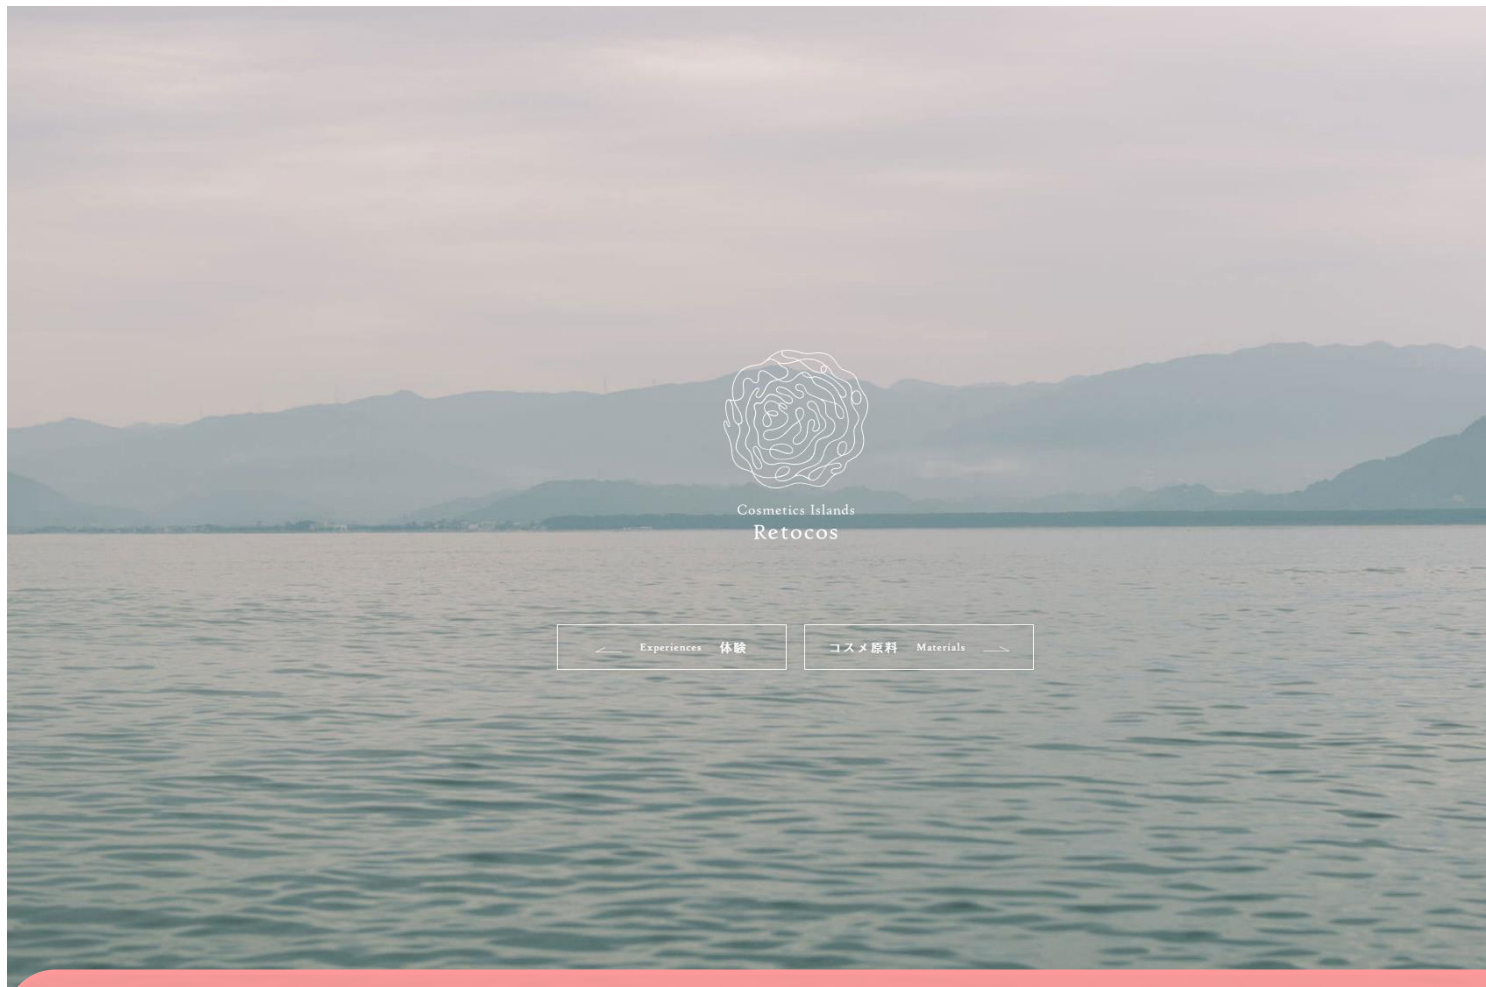 Cosmetics Islands
Retocos
Experiences 体験
コスメ原料 Materials